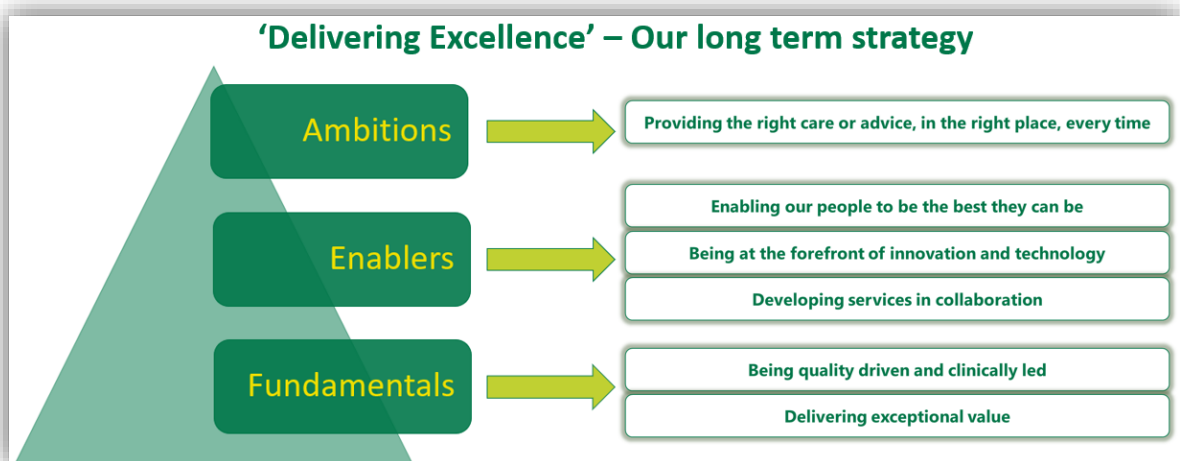 ‘Delivering Excellence’ – Our long term strategy
Ambitions
Providing the right care or advice, in the right place, every time
Enablers
Enabling our people to be the best they can be
Being at the forefront of innovation and technology
Developing services in collaboration
Fundamentals
Being quality driven and clinically led
Delivering exceptional value